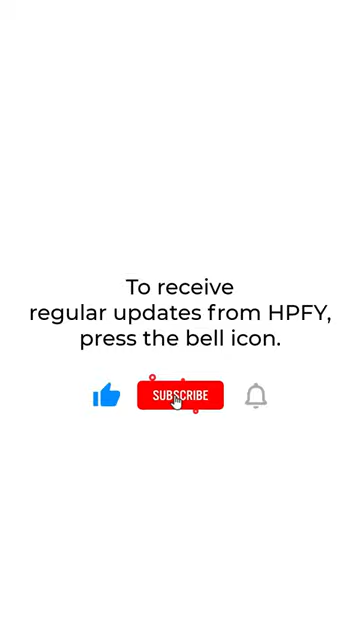 To receive
regular updates from HPFY,
press the bell icon.
SUBSCRIBE